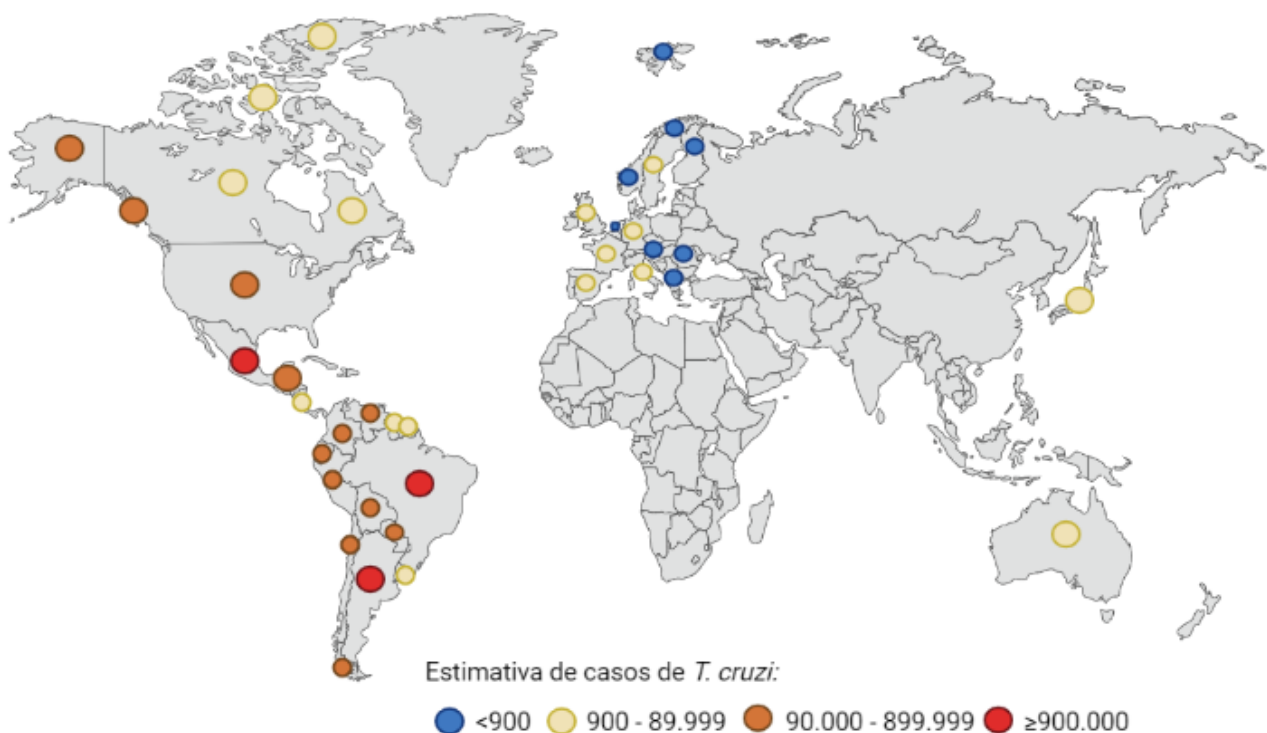 Estimativa de casos de T. cruzi:
<900 900 - 89.999 90.000 - 899.999 ≥900.000